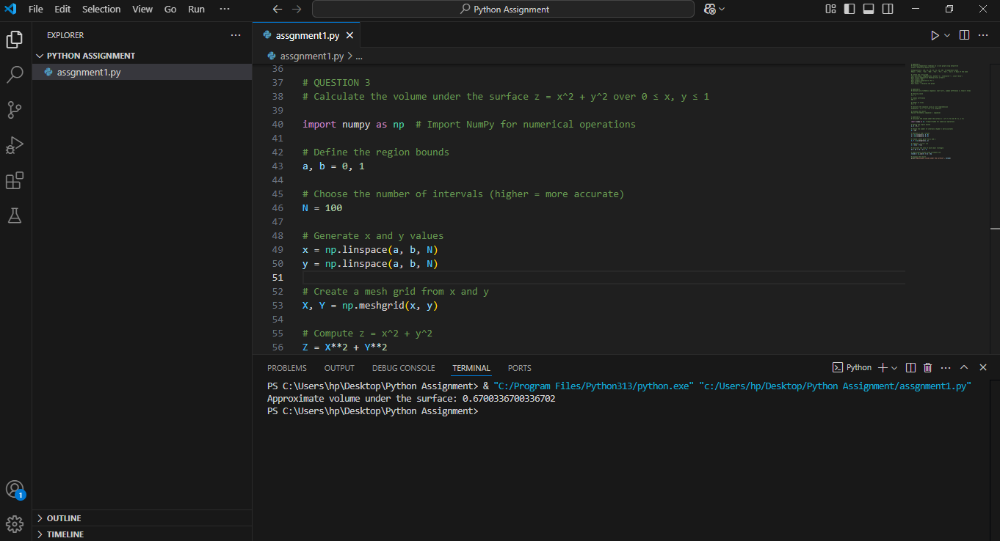 File Edit Selection View Go Run ···
Python Assignment
EXPLORER ···
PYTHON ASSIGNMENT
assgnment1.py
OUTLINE
TIMELINE
1
assgnment1.py
assgnment1.py > ...
36
37 # QUESTION 3
38 # Calculate the volume under the surface z = x^2 + y^2 over 0 ≤ x, y ≤ 1
39
40 import numpy as np  # Import NumPy for numerical operations
41
42 # Define the region bounds
43 a, b = 0, 1
44
45 # Choose the number of intervals (higher = more accurate)
46 N = 100
47
48 # Generate x and y values
49 x = np.linspace(a, b, N)
50 y = np.linspace(a, b, N)
51
52 # Create a mesh grid from x and y
53 X, Y = np.meshgrid(x, y)
54
55 # Compute z = x^2 + y^2
56 Z = X**2 + Y**2
PROBLEMS OUTPUT DEBUG CONSOLE TERMINAL PORTS Python
PS C:\Users\hp\Desktop\Python Assignment> & "C:/Program Files/Python313/python.exe" "c:/Users/hp/Desktop/Python Assignment/assgnment1.py"
Approximate volume under the surface: 0.6700336700336702
PS C:\Users\hp\Desktop\Python Assignment>